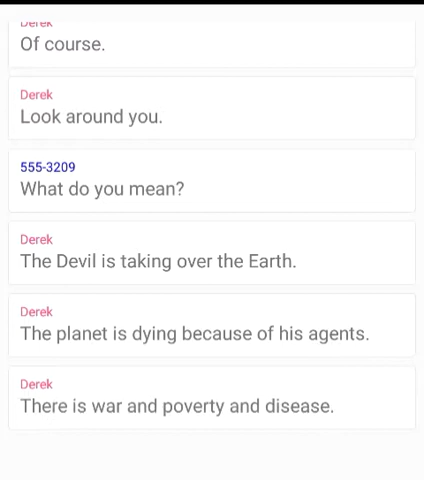 Derek
Of course.
Derek
Look around you.
555-3209
What do you mean?
Derek
The Devil is taking over the Earth.
Derek
The planet is dying because of his agents.
Derek
There is war and poverty and disease.